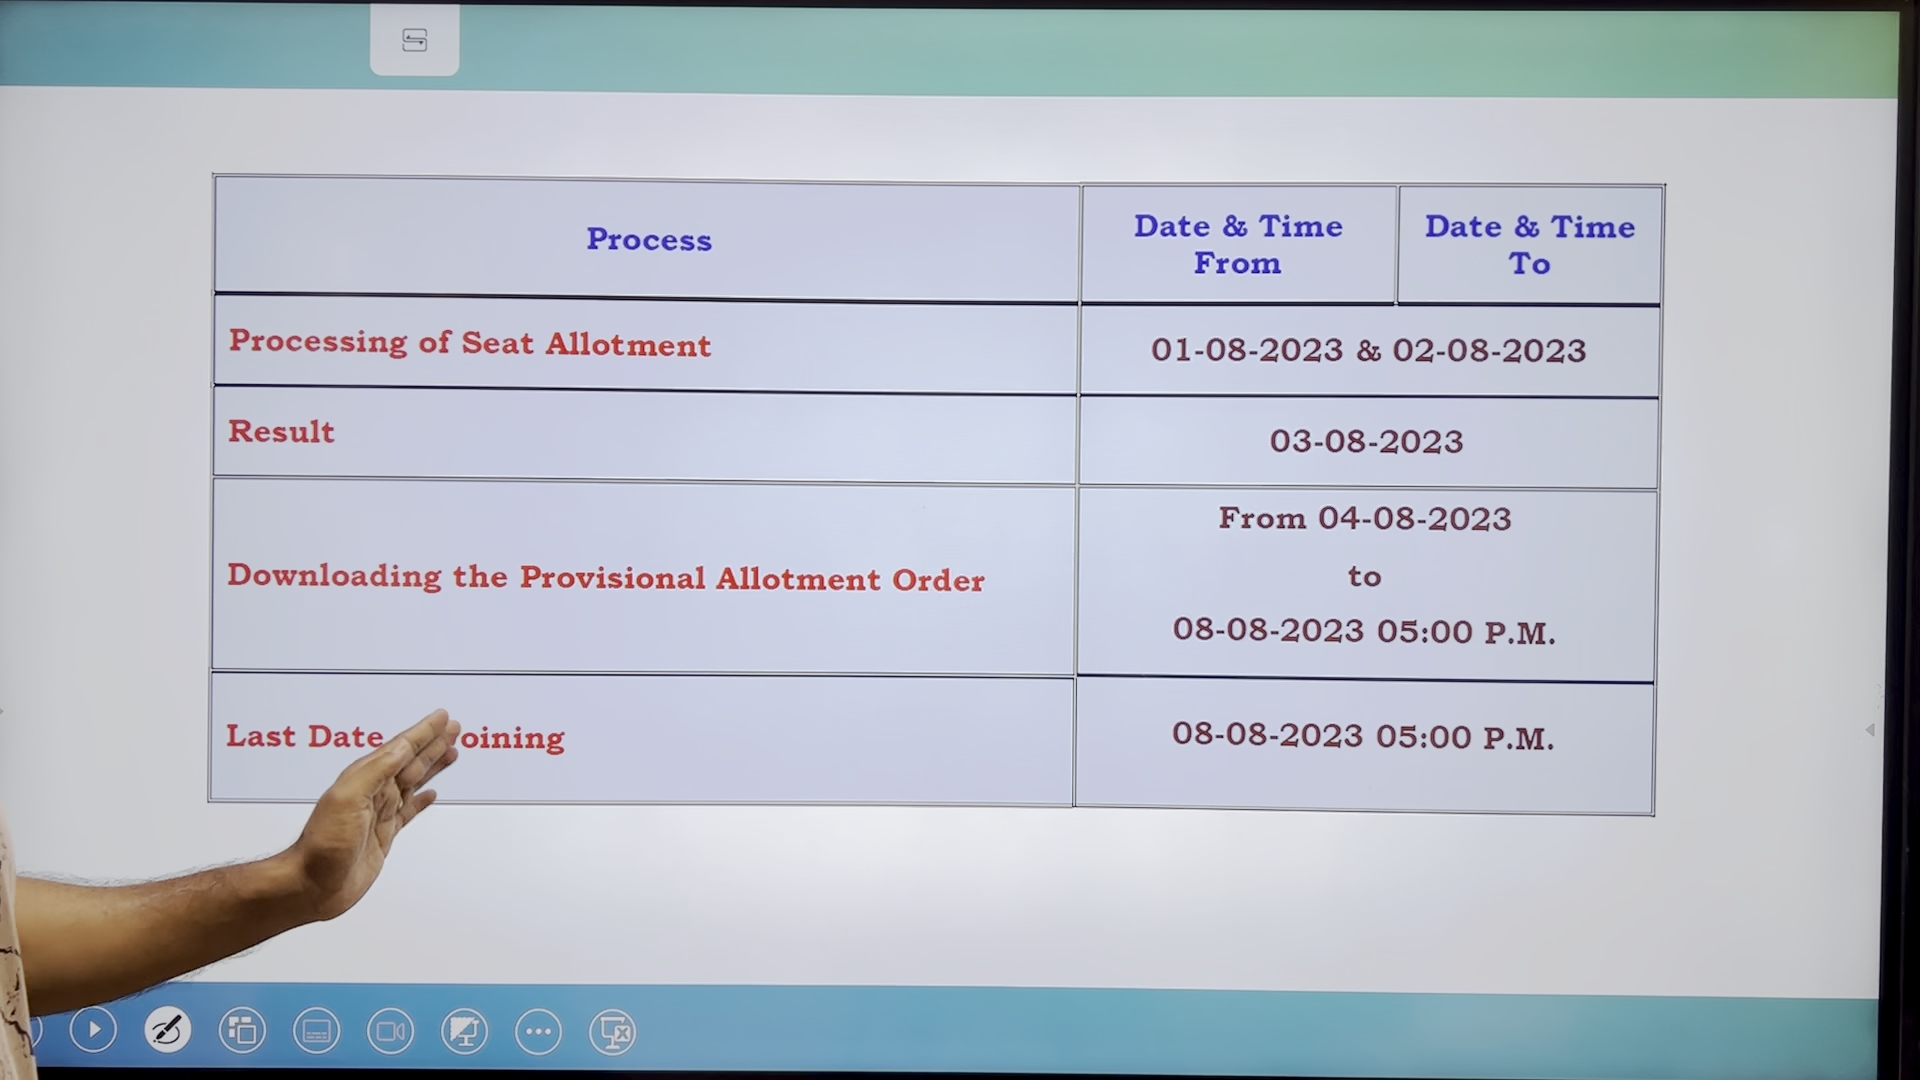 Process
Date & Time
From
Date & Time
To
Processing of Seat Allotment
01-08-2023 & 02-08-2023
Result
03-08-2023
Downloading the Provisional Allotment Order
From 04-08-2023
to
08-08-2023 05:00 P.M.
Last Date
08-08-2023 05:00 P.M.